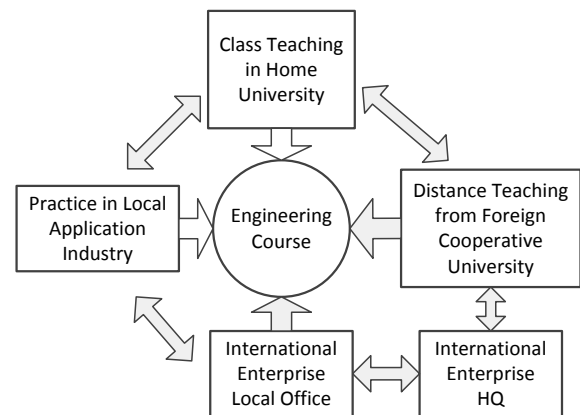 Class Teaching
in Home
University
Practice in Local
Application
Industry
Engineering
Course
Distance Teaching
from Foreign
Cooperative
University
International
Enterprise
Local Office
International
Enterprise
HQ